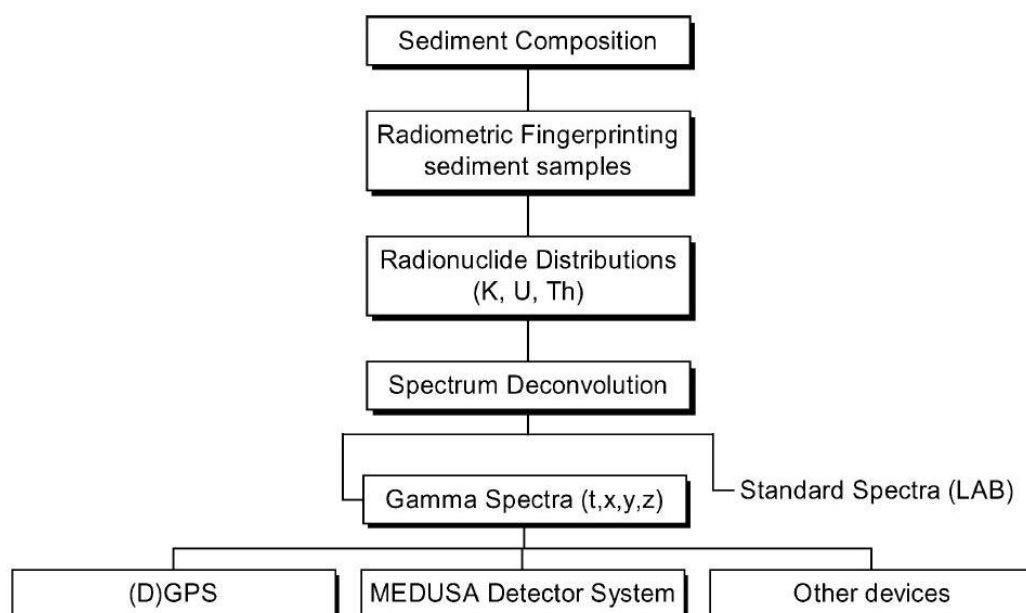 Sediment Composition
Radiometric Fingerprinting
sediment samples
Radionuclide Distributions
(K, U, Th)
Spectrum Deconvolution
Gamma Spectra (t,x,y,z)
Standard Spectra (LAB)
(D)GPS
MEDUSA Detector System
Other devices